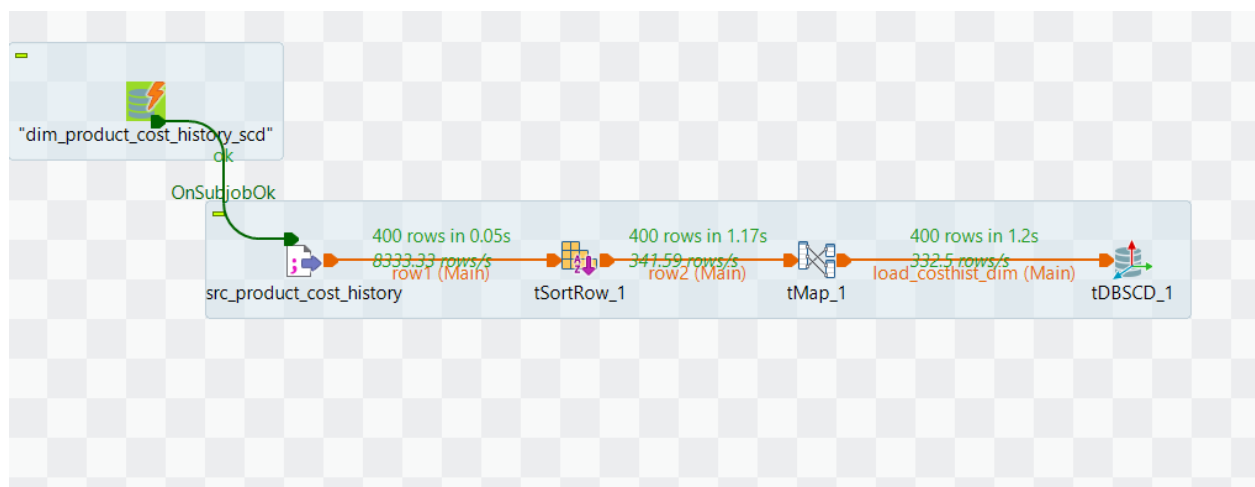 "dim_product_cost_history_scd"
ok
OnSubjobOk
400 rows in 0.05s
8333.33 rows/s
row1 (Main)
400 rows in 1.17s
341.59 rows/s
row2 (Main)
400 rows in 1.2s
332.5 rows/s
load_costhist_dim (Main)
src_product_cost_history
tSortRow_1
tMap_1
tDBSCD_1